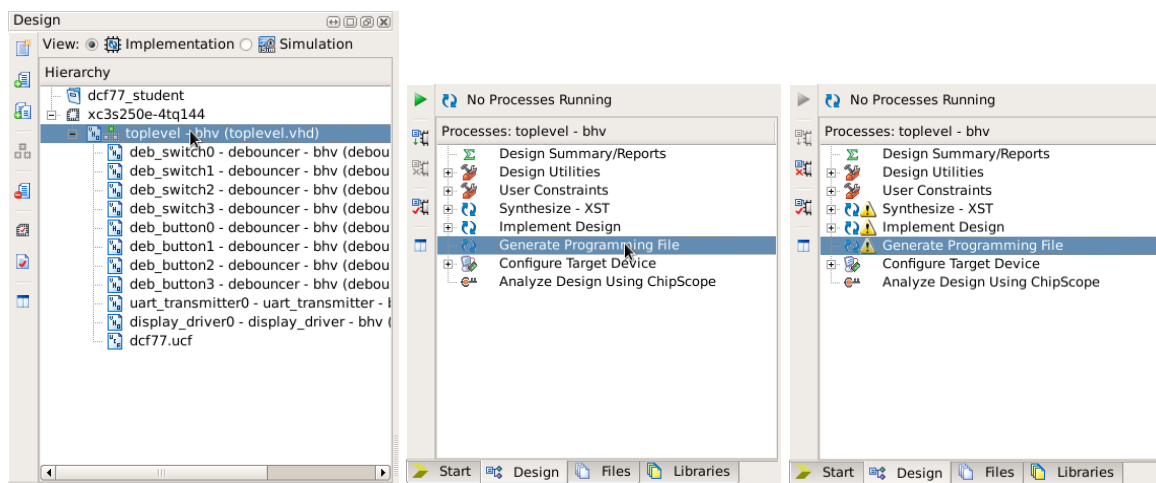 Design
View: Implementation Simulation
Hierarchy
dcf77_student
xc3s250e-4tq144
toplevel - bhv (toplevel.vhd)
deb_switch0 - debouncer - bhv (debou
deb_switch1 - debouncer - bhv (debou
deb_switch2 - debouncer - bhv (debou
deb_switch3 - debouncer - bhv (debou
deb_button0 - debouncer - bhv (debou
deb_button1 - debouncer - bhv (debou
deb_button2 - debouncer - bhv (debou
deb_button3 - debouncer - bhv (debou
uart_transmitter0 - uart_transmitter - b
display_driver0 - display_driver - bhv (
dcf77.ucf
No Processes Running
Processes: toplevel - bhv
Design Summary/Reports
Design Utilities
User Constraints
Synthesize - XST
Implement Design
Generate Programming File
Configure Target Device
Analyze Design Using ChipScope
Start Design Files Libraries
No Processes Running
Processes: toplevel - bhv
Design Summary/Reports
Design Utilities
User Constraints
Synthesize - XST
Implement Design
Generate Programming File
Configure Target Device
Analyze Design Using ChipScope
Start Design Files Libraries